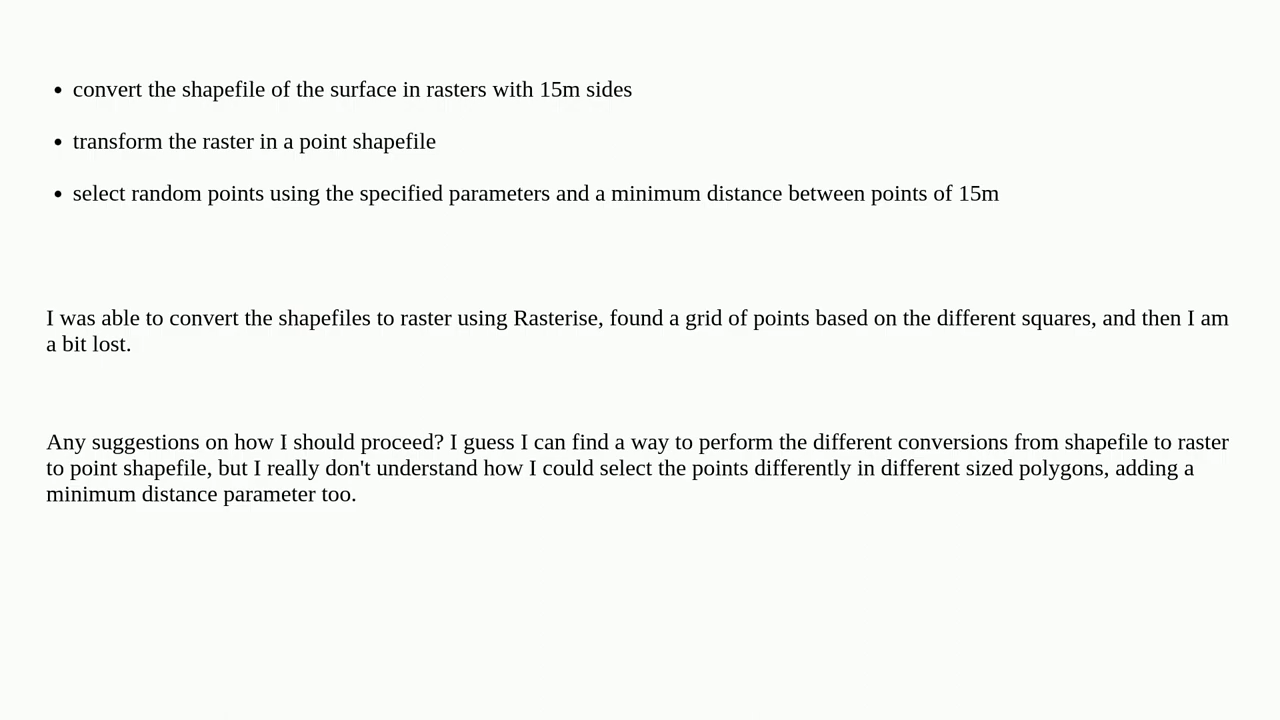 • convert the shapefile of the surface in rasters with 15m sides
• transform the raster in a point shapefile
• select random points using the specified parameters and a minimum distance between points of 15m
I was able to convert the shapefiles to raster using Rasterise, found a grid of points based on the different squares, and then I am
a bit lost.
Any suggestions on how I should proceed? I guess I can find a way to perform the different conversions from shapefile to raster
to point shapefile, but I really don't understand how I could select the points differently in different sized polygons, adding a
minimum distance parameter too.